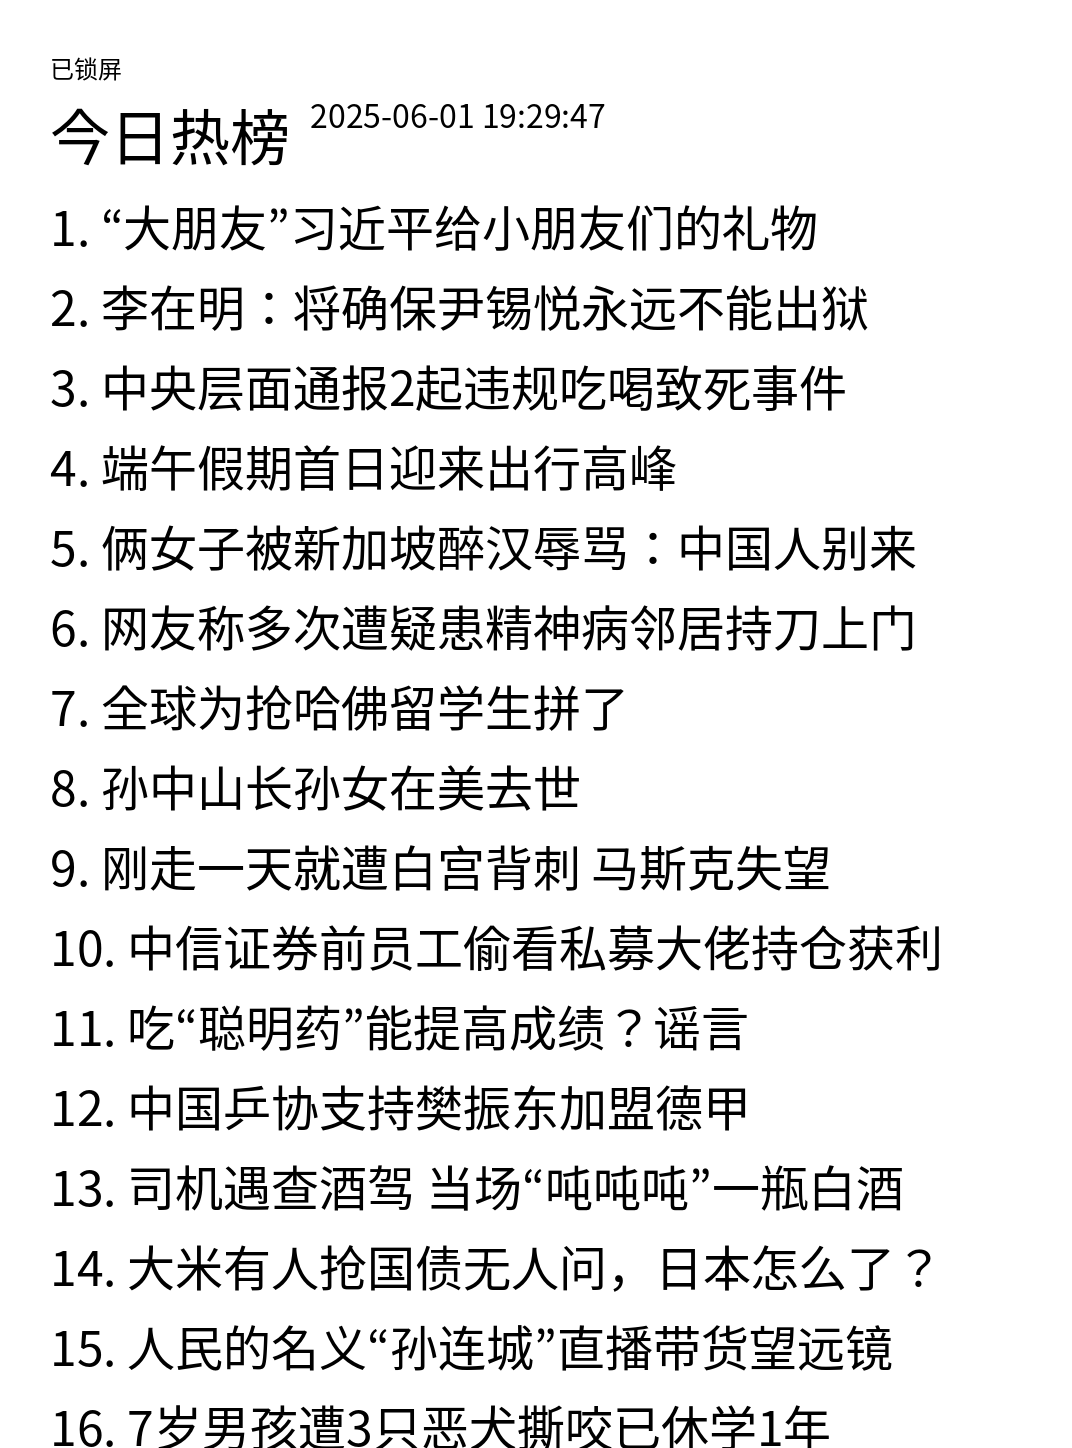 已锁屏
今日热榜 2025-06-01 19:29:47
1. “大朋友”习近平给小朋友们的礼物
2. 李在明：将确保尹锡悦永远不能出狱
3. 中央层面通报2起违规吃喝致死事件
4. 端午假期首日迎来出行高峰
5. 俩女子被新加坡醉汉辱骂：中国人别来
6. 网友称多次遭疑患精神病邻居持刀上门
7. 全球为抢哈佛留学生拼了
8. 孙中山长孙女在美去世
9. 刚走一天就遭白宫背刺 马斯克失望
10. 中信证券前员工偷看私募大佬持仓获利
11. 吃“聪明药”能提高成绩？谣言
12. 中国乒协支持樊振东加盟德甲
13. 司机遇查酒驾 当场“吨吨吨”一瓶白酒
14. 大米有人抢国债无人问，日本怎么了？
15. 人民的名义“孙连城”直播带货望远镜
16. 7岁男孩遭3只恶犬撕咬已休学1年